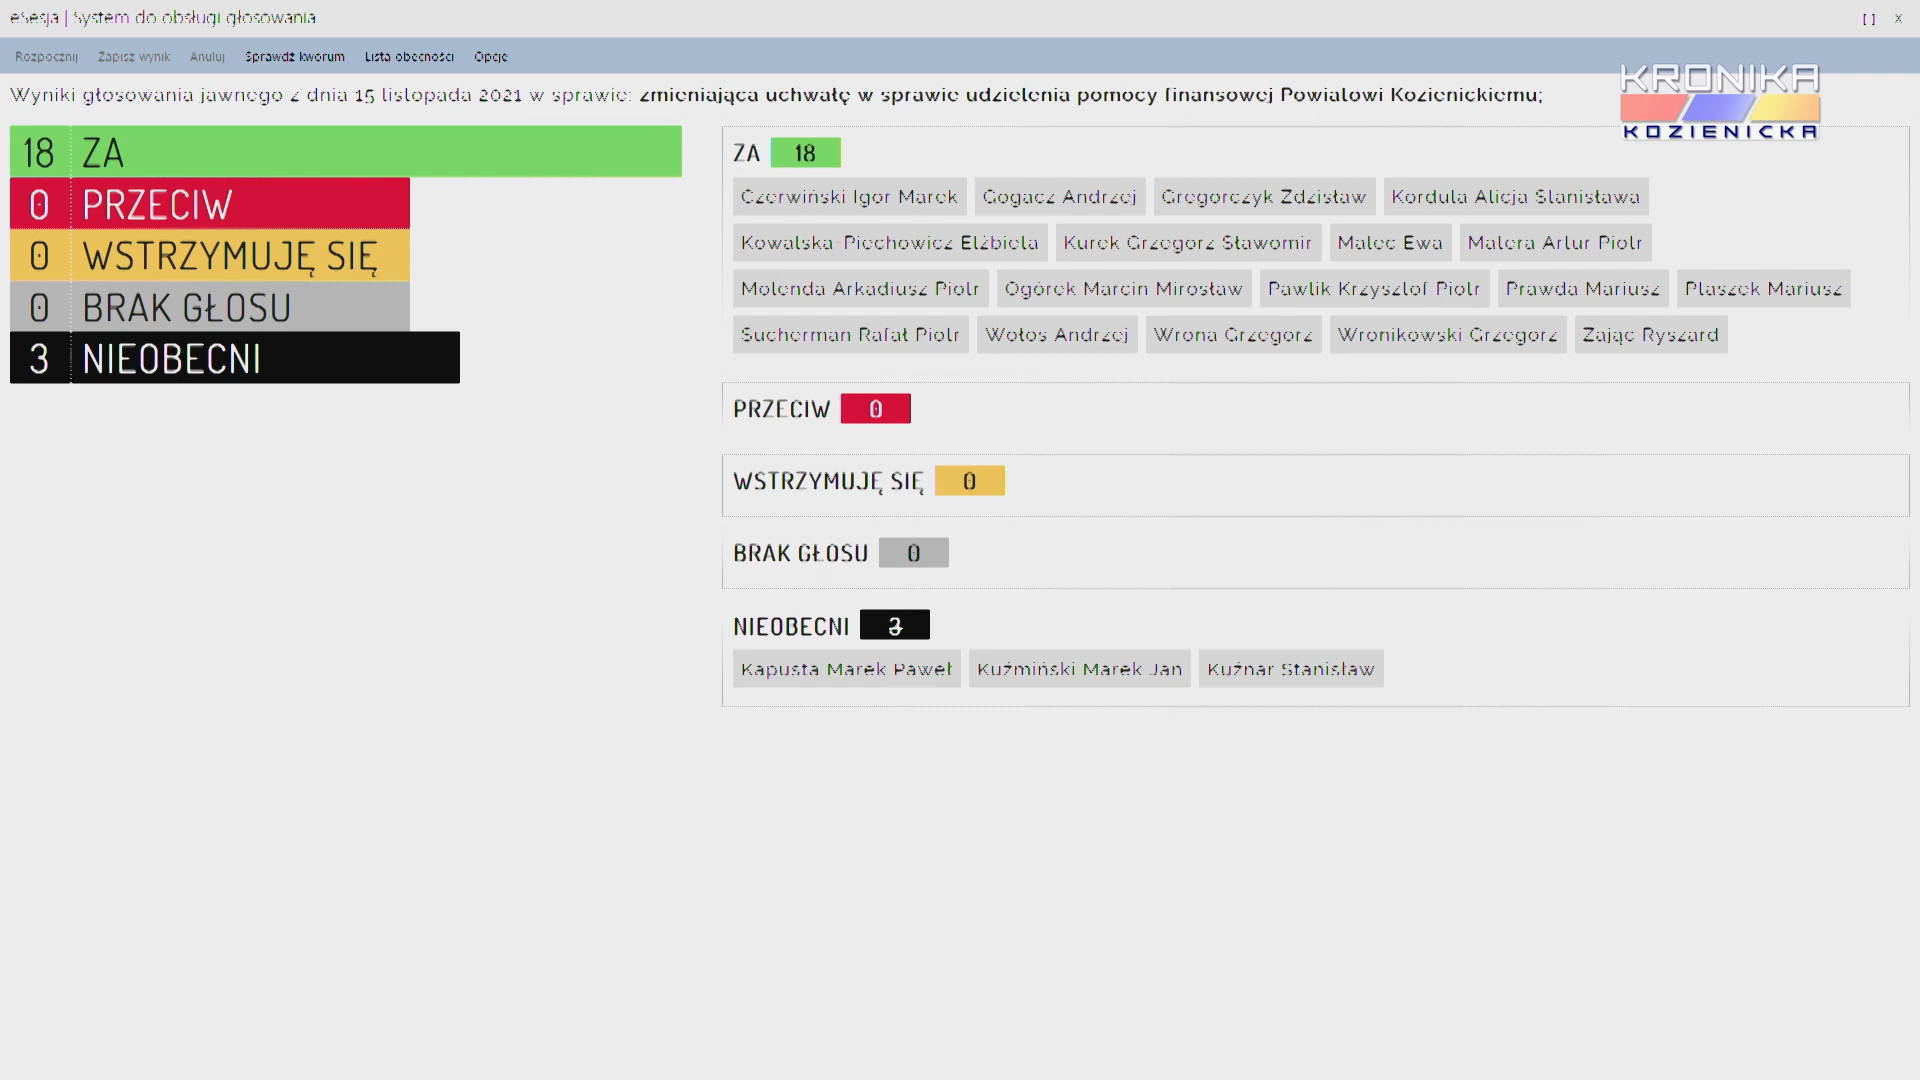 eSesja | System do obsługi głosowania
[ ] X
Rozpocznij Zapisz wynik Anuluj Sprawdź kworum Lista obecności Opcje
KRONIKA
KOZIENICKA
Wyniki głosowania jawnego z dnia 15 listopada 2021 w sprawie: zmieniająca uchwałę w sprawie udzielenia pomocy finansowej Powiatowi Kozienickiemu;
18 ZA
0 PRZECIW
0 WSTRZYMUJĘ SIĘ
0 BRAK GŁOSU
3 NIEOBECNI
ZA 18
Czerwiński Igor Marek Gogacz Andrzej Gregorczyk Zdzisław Kordula Alicja Stanisława
Kowalska-Piechowicz Elżbieta Kurek Grzegorz Sławomir Malec Ewa Matera Artur Piotr
Molenda Arkadiusz Piotr Ogórek Marcin Mirosław Pawlik Krzysztof Piotr Prawda Mariusz Ptaszek Mariusz
Sucherman Rafał Piotr Wołos Andrzej Wrona Grzegorz Wronikowski Grzegorz Zając Ryszard
PRZECIW 0
WSTRZYMUJĘ SIĘ 0
BRAK GŁOSU 0
NIEOBECNI 3
Kapusta Marek Paweł Kuźmiński Marek Jan Kuźnar Stanisław